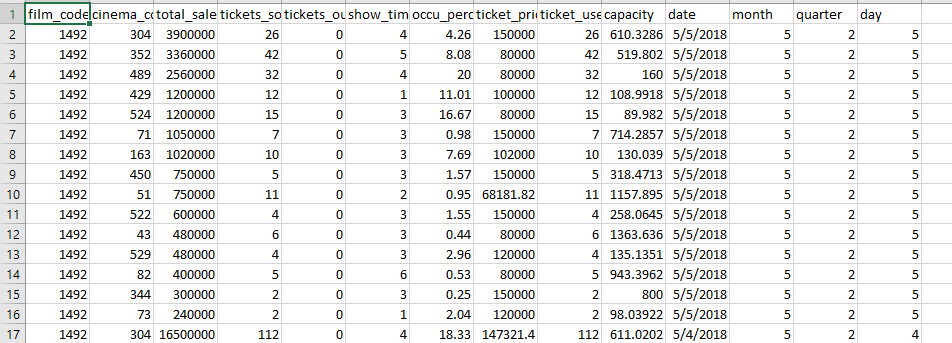 1 film_code cinema_co total_sale tickets_so tickets_ou show_tim occu_perc ticket_pri ticket_use capacity date month quarter day
2 1492 304 3900000 26 0 4 4.26 150000 26 610.3286 5/5/2018 5 2 5
3 1492 352 3360000 42 0 5 8.08 80000 42 519.802 5/5/2018 5 2 5
4 1492 489 2560000 32 0 4 20 80000 32 160 5/5/2018 5 2 5
5 1492 429 1200000 12 0 1 11.01 100000 12 108.9918 5/5/2018 5 2 5
6 1492 524 1200000 15 0 3 16.67 80000 15 89.982 5/5/2018 5 2 5
7 1492 71 1050000 7 0 3 0.98 150000 7 714.2857 5/5/2018 5 2 5
8 1492 163 1020000 10 0 3 7.69 102000 10 130.039 5/5/2018 5 2 5
9 1492 450 750000 5 0 3 1.57 150000 5 318.4713 5/5/2018 5 2 5
10 1492 51 750000 11 0 2 0.95 68181.82 11 1157.895 5/5/2018 5 2 5
11 1492 522 600000 4 0 3 1.55 150000 4 258.0645 5/5/2018 5 2 5
12 1492 43 480000 6 0 3 0.44 80000 6 1363.636 5/5/2018 5 2 5
13 1492 529 480000 4 0 3 2.96 120000 4 135.1351 5/5/2018 5 2 5
14 1492 82 400000 5 0 6 0.53 80000 5 943.3962 5/5/2018 5 2 5
15 1492 344 300000 2 0 3 0.25 150000 2 800 5/5/2018 5 2 5
16 1492 73 240000 2 0 1 2.04 120000 2 98.03922 5/5/2018 5 2 5
17 1492 304 16500000 112 0 4 18.33 147321.4 112 611.0202 5/4/2018 5 2 4